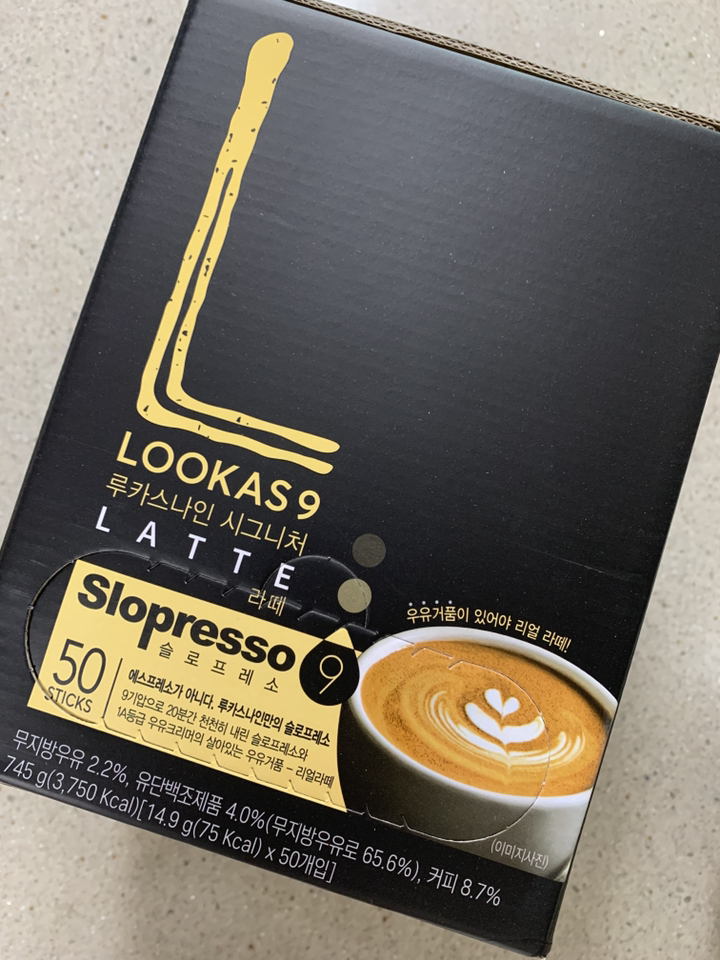 LOOKAS 9
루카스나인 시그니처
LATTE
라떼
Slopresso 9
슬로프레소
50
STICKS
에스프레소가 아니다. 루카스나인만의 슬로프레소
9기압으로 20분간 천천히 내린 슬로프레소와
1A등급 우유크리머의 살아있는 우유거품 – 리얼라떼
우유거품이 있어야 리얼 라떼!
(이미지사진)
무지방우유 2.2%, 유단백조제품 4.0%(무지방우유로 65.6%), 커피 8.7%
745 g(3,750 Kcal)[14.9 g(75 Kcal) x 50개입]